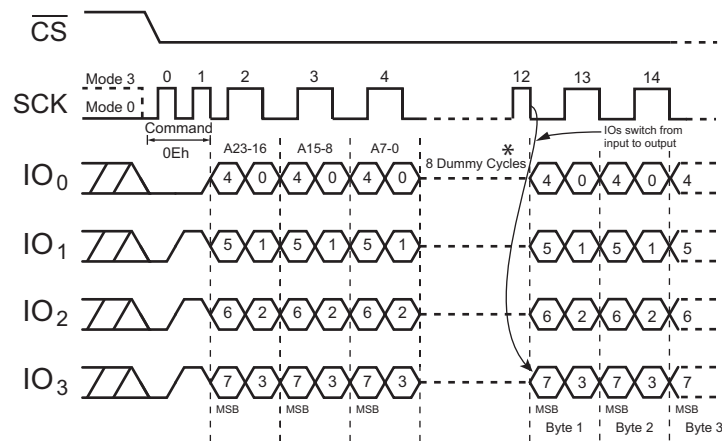 CS
Mode 3 0 1 2 3 4 12 13 14
SCK Mode 0
Command
0Eh A23-16 A15-8 A7-0 8 Dummy Cycles * IOs switch from
input to output
IO0 4 0 4 0 4 0 4 0 4 0 4
IO1 5 1 5 1 5 1 5 1 5 1 5
IO2 6 2 6 2 6 2 6 2 6 2 6
IO3 7 3 7 3 7 3 7 3 7 3 7
MSB MSB MSB MSB MSB MSB
Byte 1 Byte 2 Byte 3